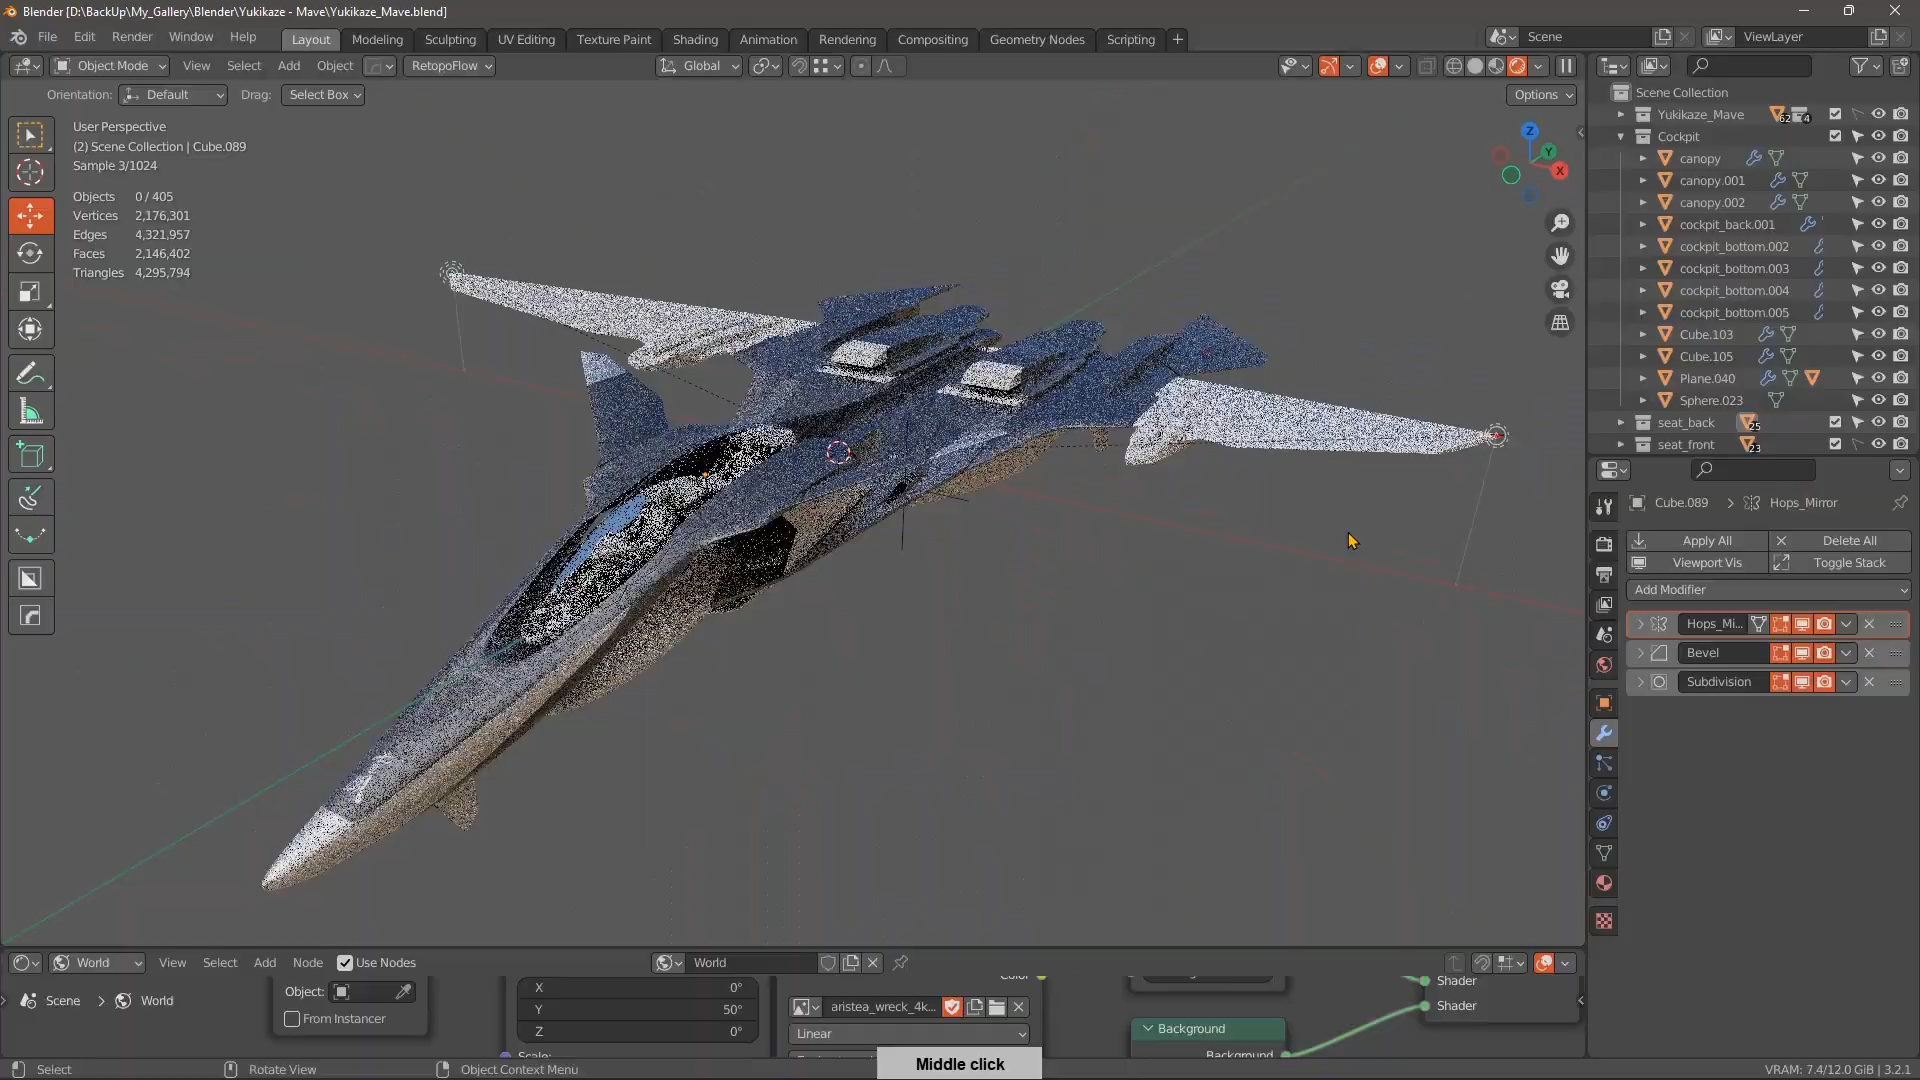 Blender [D:\BackUp\My_Gallery\Blender\Yukikaze - Mave\Yukikaze_Mave.blend]
File Edit Render Window Help Layout Modeling Sculpting UV Editing Texture Paint Shading Animation Rendering Compositing Geometry Nodes Scripting + Scene ViewLayer
Object Mode View Select Add Object RetopoFlow Global
Orientation: Default Drag: Select Box Options
User Perspective
(2) Scene Collection | Cube.089
Sample 3/1024
Objects 0 / 405
Vertices 2,176,301
Edges 4,321,957
Faces 2,146,402
Triangles 4,295,794
Z
Y
X
Scene Collection
Yukikaze_Mave 62 4
Cockpit
canopy
canopy.001
canopy.002
cockpit_back.001
cockpit_bottom.002
cockpit_bottom.003
cockpit_bottom.004
cockpit_bottom.005
Cube.103
Cube.105
Plane.040
Sphere.023
seat_back 25
seat_front 23
Cube.089 > Hops_Mirror
Apply All Delete All
Viewport Vis Toggle Stack
Add Modifier
Hops_Mi...
Bevel
Subdivision
World View Select Add Node Use Nodes World
Scene > World
Object:
From Instancer
X 0°
Y 50°
Z 0°
Scale:
Color
aristea_wreck_4k...
Linear
Background
Background
Shader
Shader
Middle click
Select Rotate View Object Context Menu VRAM: 7.4/12.0 GiB | 3.2.1